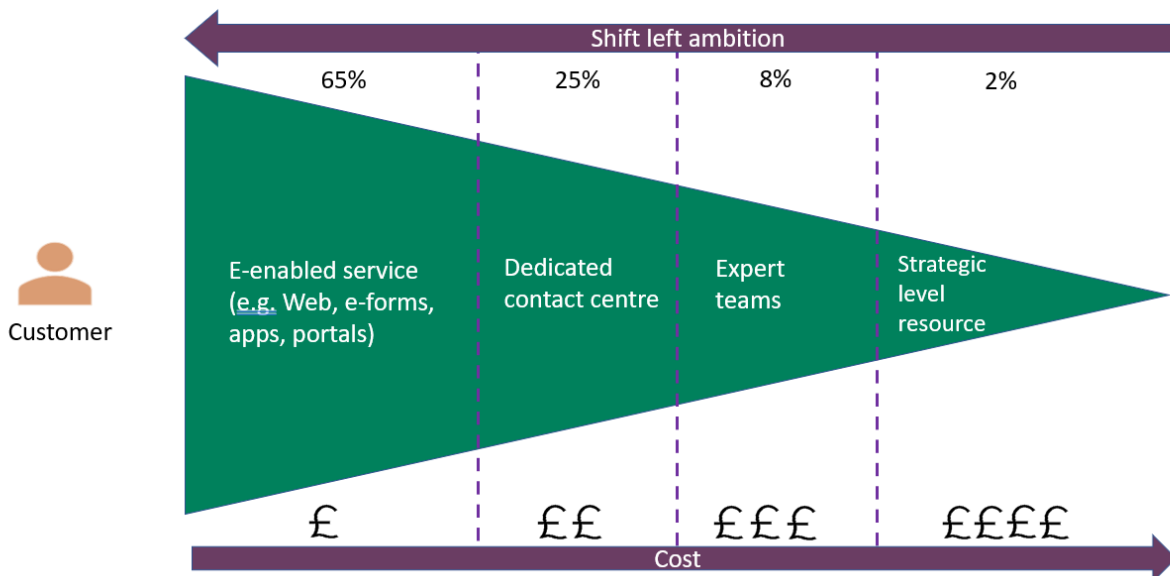 Shift left ambition
65%
25%
8%
2%
E-enabled service
(e.g. Web, e-forms,
apps, portals)
Dedicated
contact centre
Expert
teams
Strategic
level
resource
Customer
£
££
£££
££££
Cost